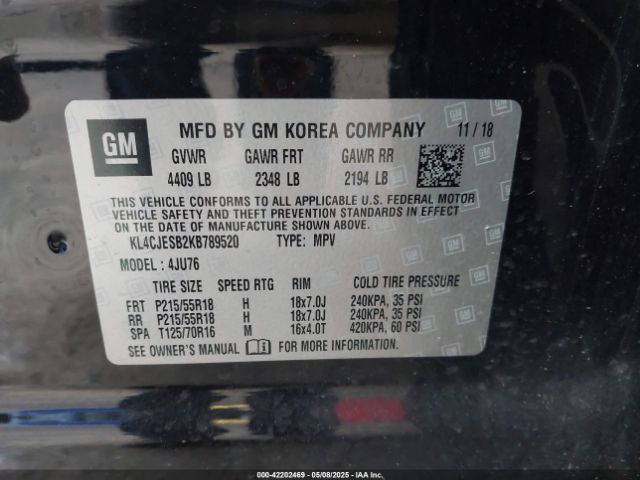 GM MFD BY GM KOREA COMPANY 11 / 18
GVWR GAWR FRT GAWR RR
4409 LB 2348 LB 2194 LB
THIS VEHICLE CONFORMS TO ALL APPLICABLE U.S. FEDERAL MOTOR
VEHICLE SAFETY AND THEFT PREVENTION STANDARDS IN EFFECT ON
THE DATE OF MANUFACTURE SHOWN ABOVE.
KL4CJESB2KB789520 TYPE: MPV
MODEL : 4JU76
TIRE SIZE SPEED RTG RIM COLD TIRE PRESSURE
FRT P215/55R18 H 18x7.0J 240KPA, 35 PSI
RR P215/55R18 H 18x7.0J 240KPA, 35 PSI
SPA T125/70R16 M 16x4.0T 420KPA, 60 PSI
SEE OWNER'S MANUAL FOR MORE INFORMATION.
000-42202469 - 05/08/2025 - IAA Inc.